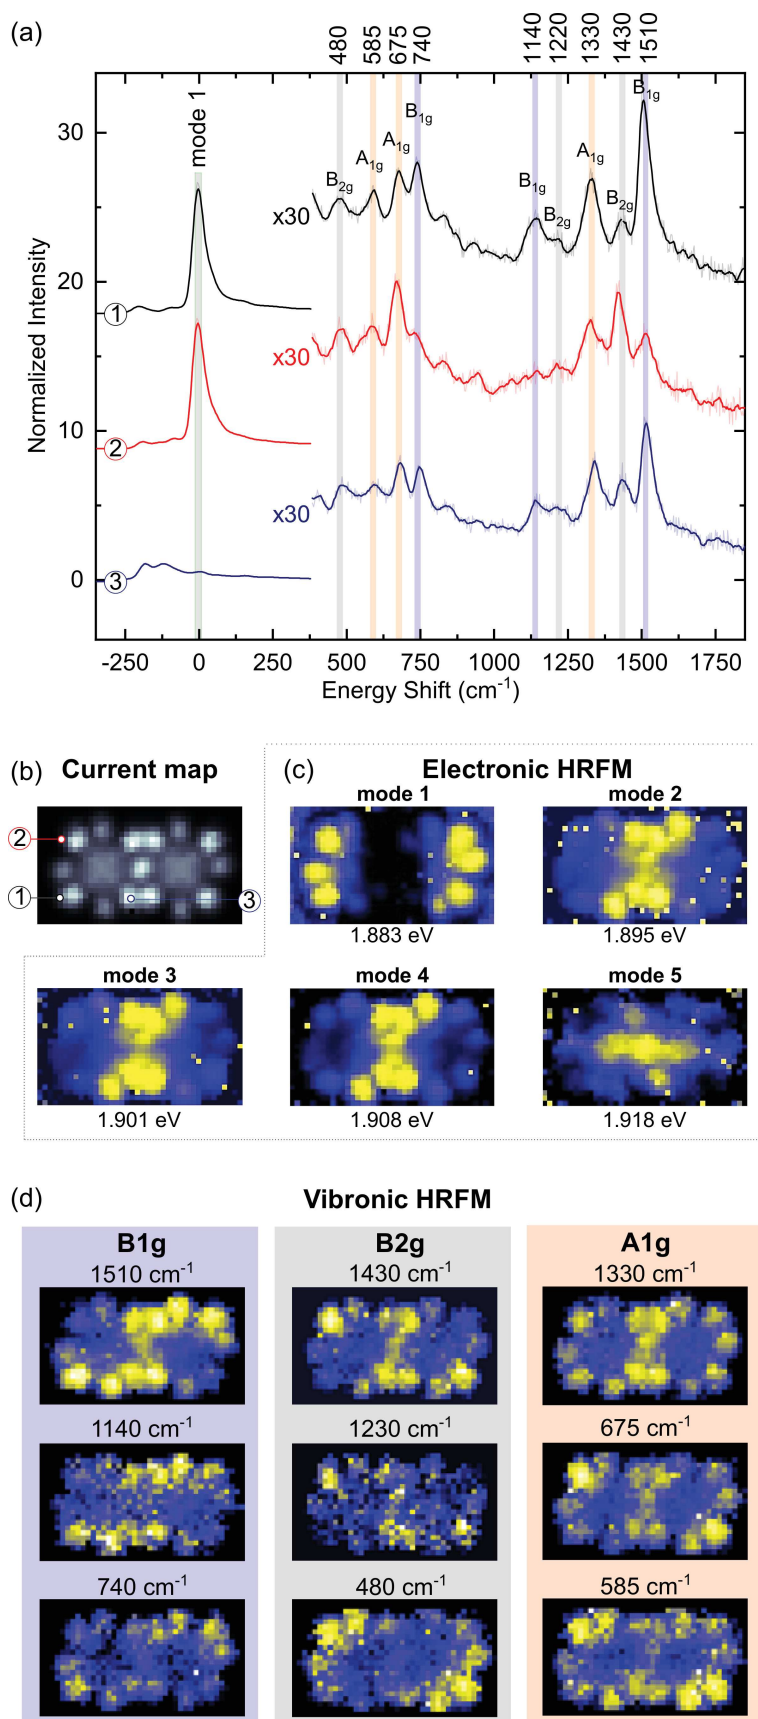 (a)
480 585 675 740 1140 1220 1330 1430 1510
mode 1
B1g
A1g
A1g
B1g
B2g
B1g
B2g
A1g
B2g
x30
x30
x30
1
2
3
30
20
10
0
Normalized Intensity
-250 0 250 500 750 1000 1250 1500 1750
Energy Shift (cm-1)
(b) Current map
2
1
3
(c) Electronic HRFM
mode 1 mode 2
1.883 eV 1.895 eV
mode 3 mode 4 mode 5
1.901 eV 1.908 eV 1.918 eV
(d) Vibronic HRFM
B1g B2g A1g
1510 cm-1 1430 cm-1 1330 cm-1
1140 cm-1 1230 cm-1 675 cm-1
740 cm-1 480 cm-1 585 cm-1